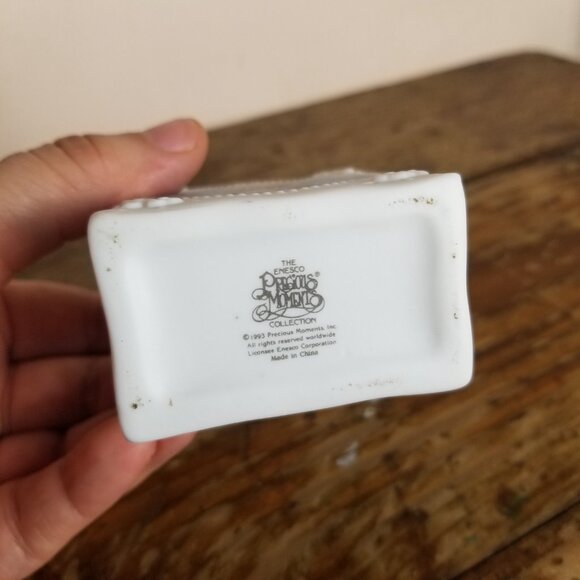 THE
ENESCO
PRECIOUS®
MOMENTS
COLLECTION
©1993 Precious Moments, Inc.
All rights reserved worldwide
Licensee Enesco Corporation
Made in China